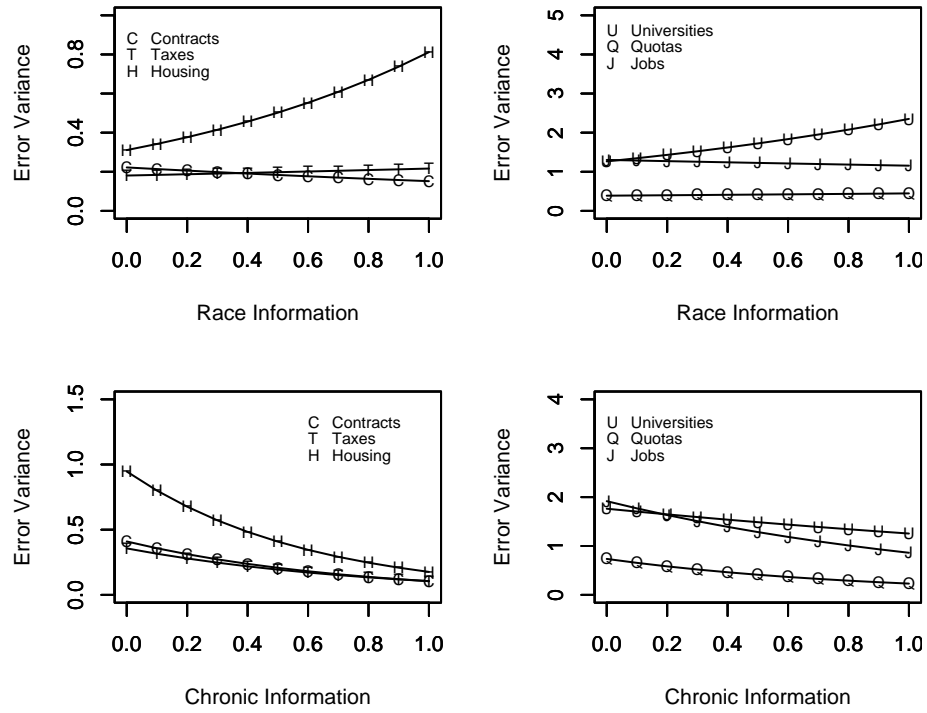 Error Variance
0.0 0.4 0.8
C Contracts
T Taxes
H Housing
0.0 0.2 0.4 0.6 0.8 1.0
Race Information
Error Variance
0 1 2 3 4 5
U Universities
Q Quotas
J Jobs
0.0 0.2 0.4 0.6 0.8 1.0
Race Information
Error Variance
0.0 0.5 1.0 1.5
C Contracts
T Taxes
H Housing
0.0 0.2 0.4 0.6 0.8 1.0
Chronic Information
Error Variance
0 1 2 3 4
U Universities
Q Quotas
J Jobs
0.0 0.2 0.4 0.6 0.8 1.0
Chronic Information